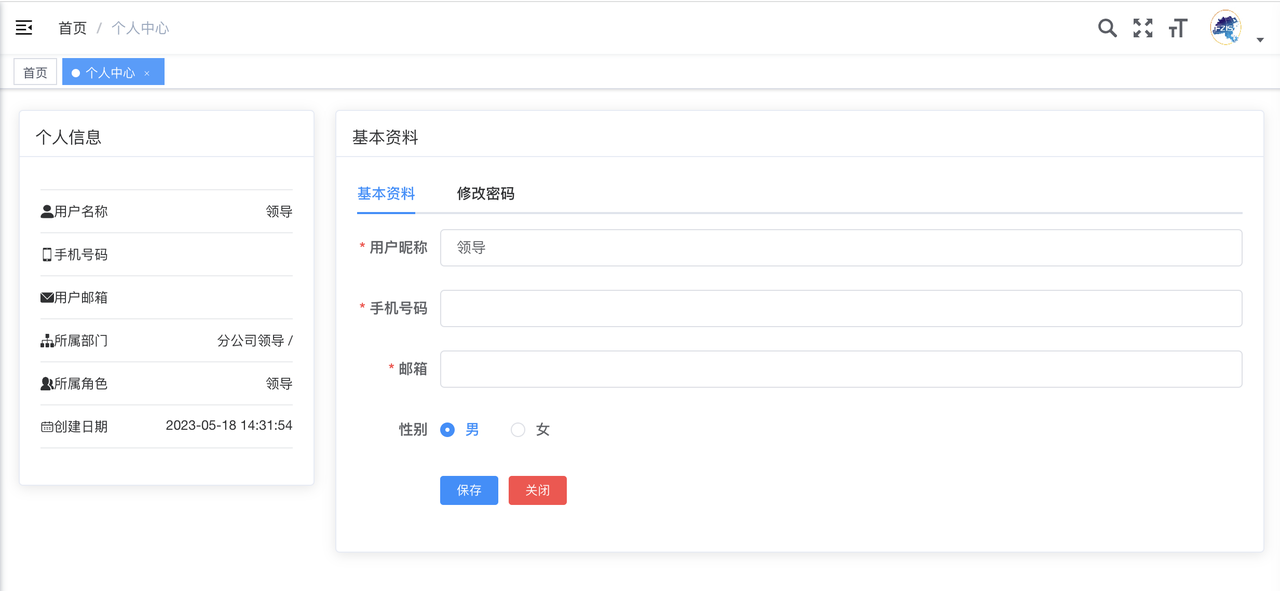 首页 / 个人中心
首页
个人中心 ×
个人信息
用户名称 领导
手机号码
用户邮箱
所属部门 分公司领导 /
所属角色 领导
创建日期 2023-05-18 14:31:54
基本资料
基本资料 修改密码
* 用户昵称 领导
* 手机号码
* 邮箱
性别 男 女
保存 关闭